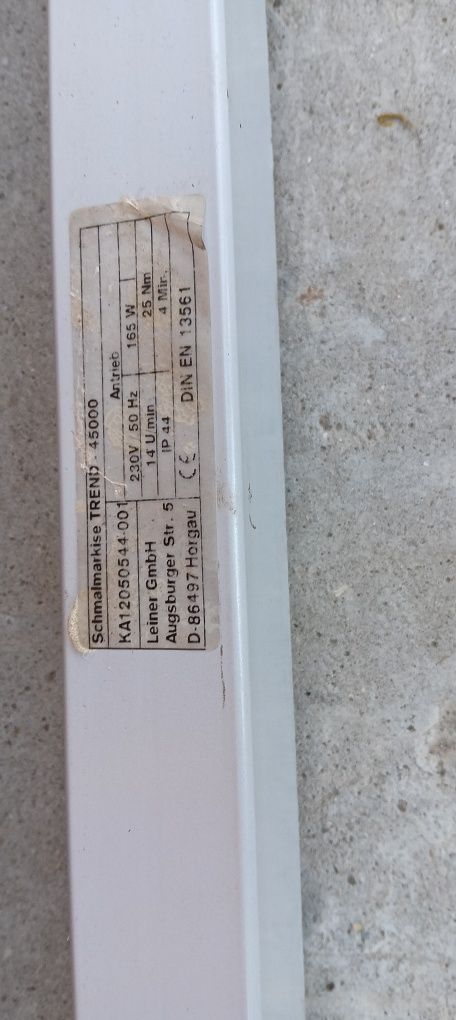 Schmalmarkise TREND - 45000
KA12050544-001 Antrieb
Leiner GmbH 230V / 50 Hz 165 W
Augsburger Str. 5 14 U/min 25 Nm
D-86497 Horgau IP 44 4 Min.
CE DIN EN 13561